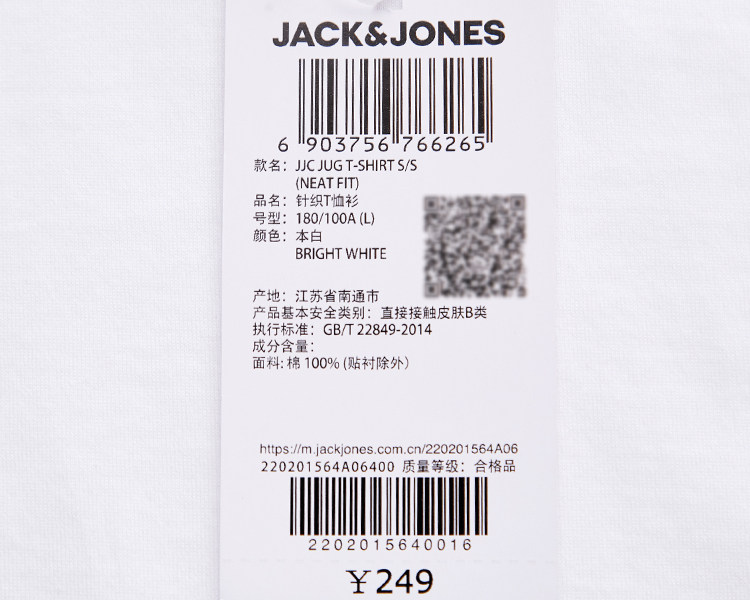 JACK&JONES
6 903756 766265
款名: JJC JUG T-SHIRT S/S
(NEAT FIT)
品名: 针织T恤衫
号型: 180/100A (L)
颜色: 本白
BRIGHT WHITE
产地: 江苏省南通市
产品基本安全类别: 直接接触皮肤B类
执行标准: GB/T 22849-2014
成分含量:
面料: 棉 100% (贴衬除外)
https://m.jackjones.com.cn/220201564A06
220201564A06400 质量等级: 合格品
2202015640016
¥249